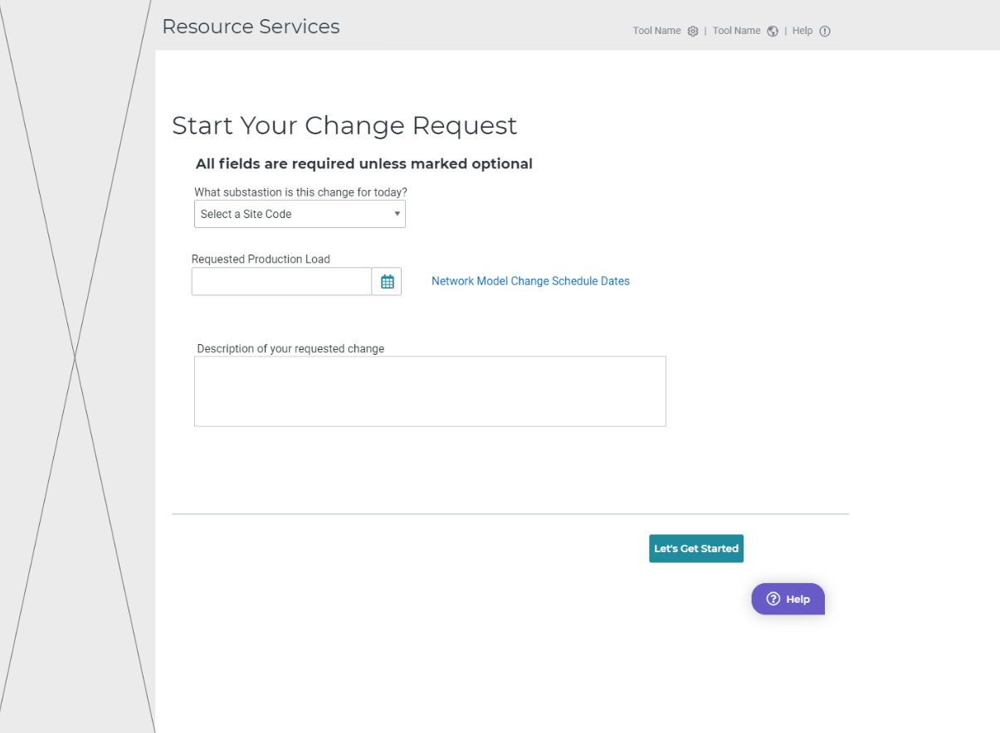 Resource Services
Tool Name | Tool Name | Help
Start Your Change Request
All fields are required unless marked optional
What substastion is this change for today?
Select a Site Code
Requested Production Load
Network Model Change Schedule Dates
Description of your requested change
Let's Get Started
Help